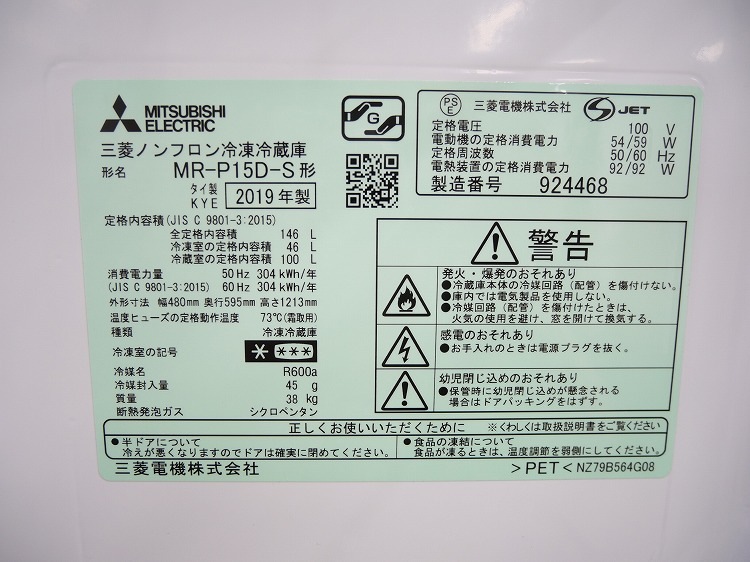 MITSUBISHI
ELECTRIC
G
三菱ノンフロン冷凍冷蔵庫
形名 MR-P15D-S形
タイ製
KYE
2019年製
定格内容積(JIS C 9801-3:2015)
全定格内容積 146 L
冷凍室の定格内容積 46 L
冷蔵室の定格内容積 100 L
消費電力量 50Hz 304kWh/年
(JIS C 9801-3:2015) 60Hz 304kWh/年
外形寸法 幅480mm 奥行595mm 高さ1213mm
温度ヒューズの定格動作温度 73℃(霜取用)
種類 冷凍冷蔵庫
冷凍室の記号 * ***
冷媒名 R600a
冷媒封入量 45 g
質量 38 kg
断熱発泡ガス シクロペンタン
PS
E
三菱電機株式会社 S JET
定格電圧 100 V
電動機の定格消費電力 54/59 W
定格周波数 50/60 Hz
電熱装置の定格消費電力 92/92 W
製造番号 924468
警告
発火・爆発のおそれあり
●冷蔵庫本体の冷媒回路(配管)を傷付けない。
●庫内では電気製品を使用しない。
●冷媒回路(配管)を傷付けたときは、
火気の使用を避け、窓を開けて換気する。
感電のおそれあり
●お手入れのときは電源プラグを抜く。
幼児閉じ込めのおそれあり
●保管時に幼児閉じ込めが懸念される
場合はドアパッキングをはずす。
正しくお使いいただくために ※くわしくは取扱説明書をご覧ください
●半ドアについて
冷えが悪くなりますのでドアは確実に閉めてください。
●食品の凍結について
食品が凍るときは、温度調節を弱側にしてください。
三菱電機株式会社
>PET< NZ79B564G08